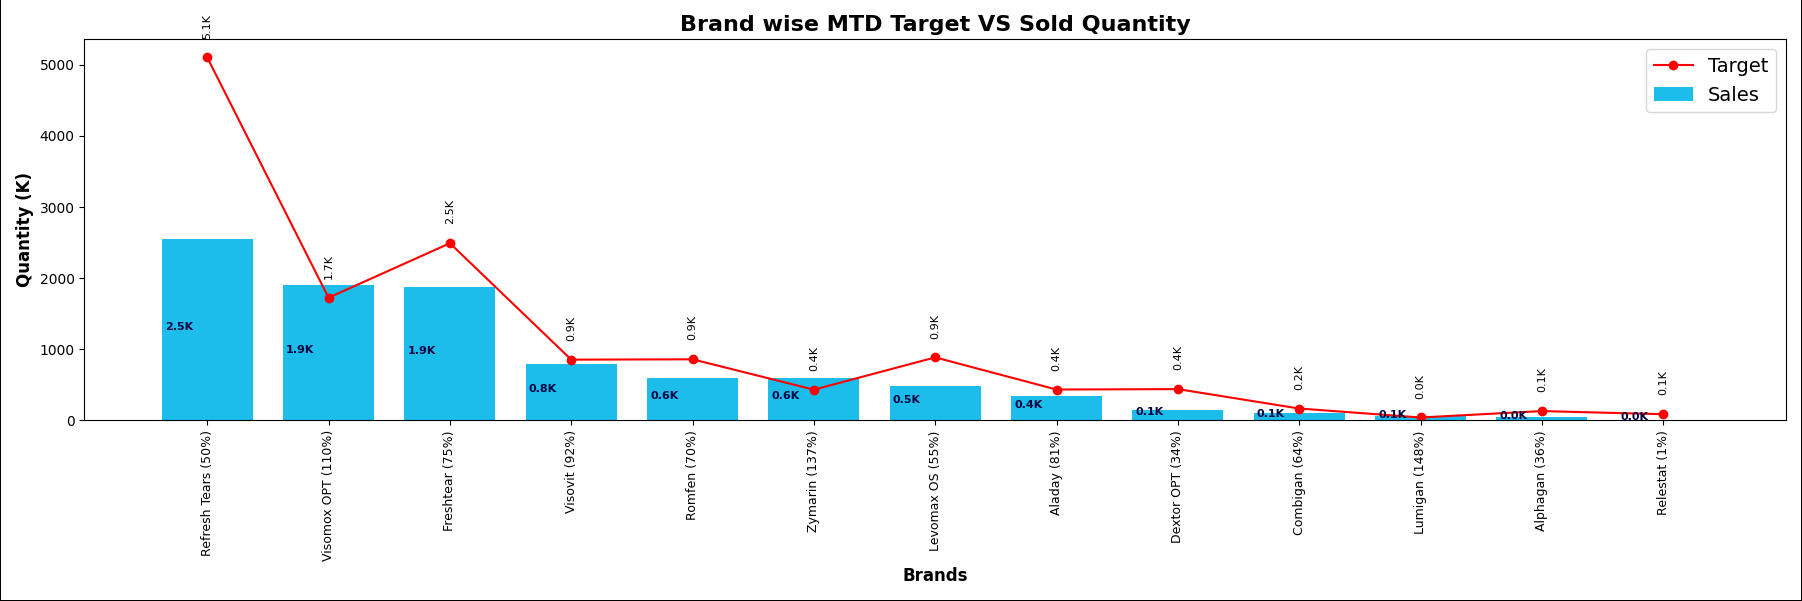 Brand wise MTD Target VS Sold Quantity
5.1K
1.7K
2.5K
0.9K
0.9K
0.4K
0.9K
0.4K
0.4K
0.2K
0.0K
0.1K
0.1K
Target
Sales
Quantity (K)
5000
4000
3000
2000
1000
0
2.5K
1.9K
1.9K
0.8K
0.6K
0.6K
0.5K
0.4K
0.1K
0.1K
0.1K
0.0K
0.0K
Refresh Tears (50%)
Visomox OPT (110%)
Freshtear (75%)
Visovit (92%)
Romfen (70%)
Zymarin (137%)
Levomax OS (55%)
Aladay (81%)
Dextor OPT (34%)
Combigan (64%)
Lumigan (148%)
Alphagan (36%)
Relestat (1%)
Brands